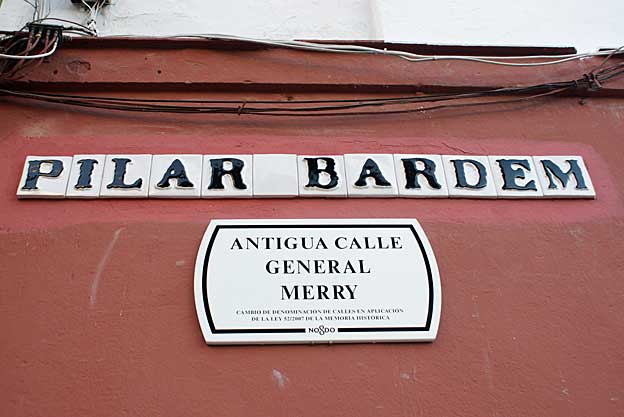 PILAR BARDEM
ANTIGUA CALLE
GENERAL
MERRY
CAMBIO DE DENOMINACIÓN DE CALLES EN APLICACIÓN
DE LA LEY 52/2007 DE LA MEMORIA HISTÓRICA
NO8DO